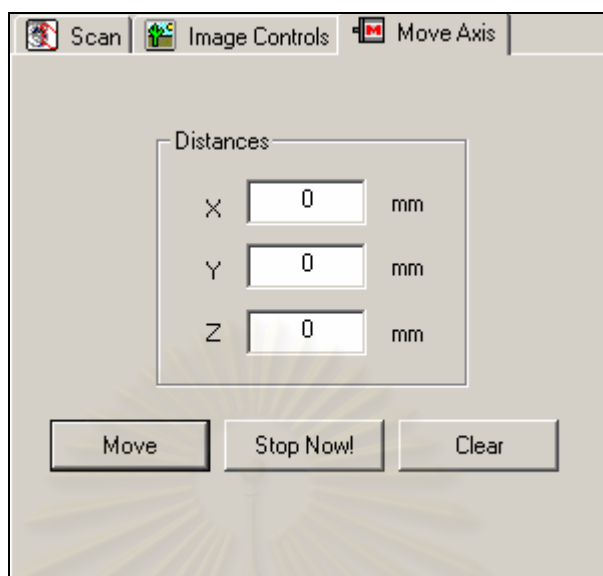 Scan Image Controls Move Axis
Distances
X 0 mm
Y 0 mm
Z 0 mm
Move Stop Now! Clear